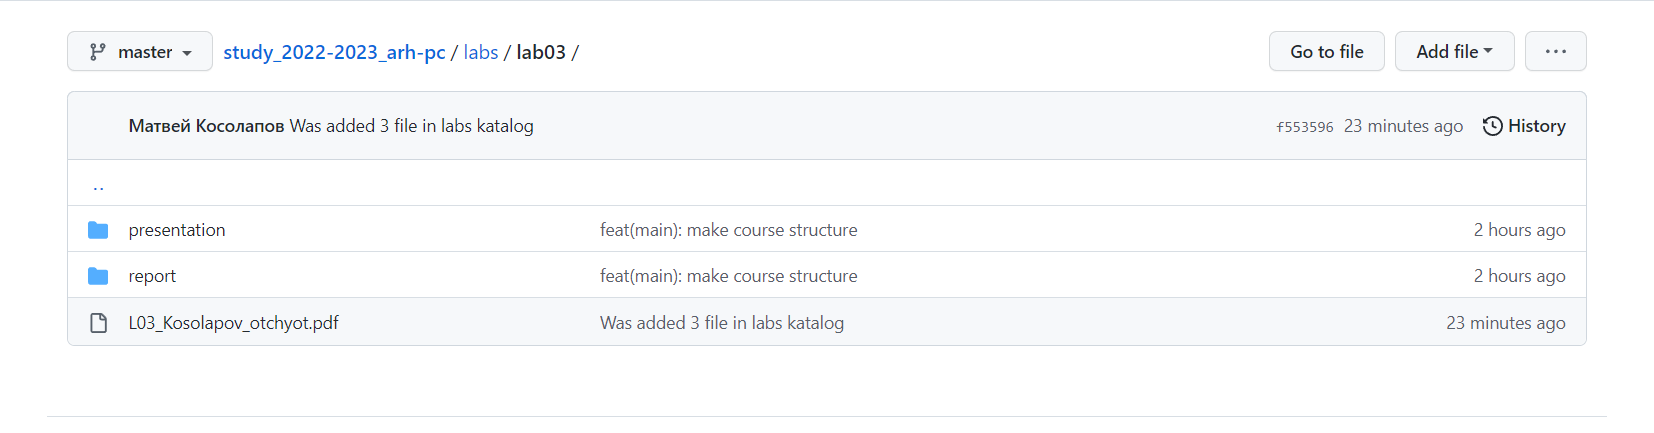 master study_2022-2023_arh-pc / labs / lab03 / Go to file Add file ...
Матвей Косолапов Was added 3 file in labs katalog f553596 23 minutes ago History
..
presentation feat(main): make course structure 2 hours ago
report feat(main): make course structure 2 hours ago
L03_Kosolapov_otchyot.pdf Was added 3 file in labs katalog 23 minutes ago